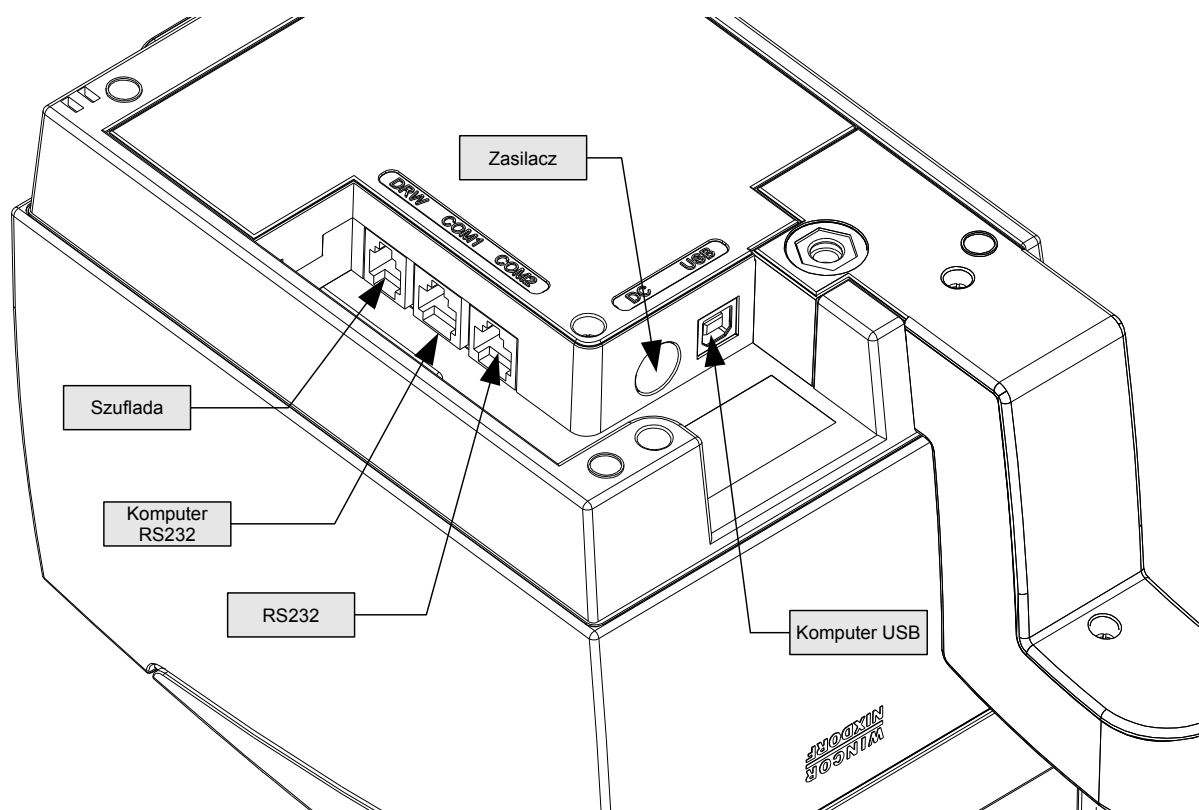 Zasilacz
DRW COM1 COM2
DC USB
Szuflada
Komputer
RS232
RS232
Komputer USB
WINCOR
NIXDORF